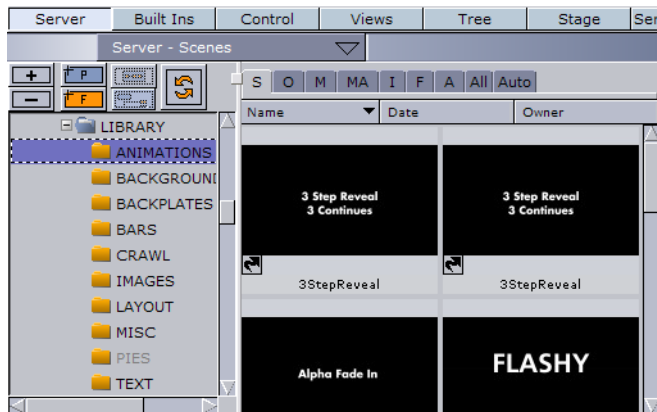 Server Built Ins Control Views Tree Stage
Server - Scenes
+ P
- F
S O M MA I F A All Auto
Name Date Owner
LIBRARY
ANIMATIONS
BACKGROUN
BACKPLATES
BARS
CRAWL
IMAGES
LAYOUT
MISC
PIES
TEXT
3 Step Reveal
3 Continues
3StepReveal
3 Step Reveal
3 Continues
3StepReveal
Alpha Fade In
FLASHY